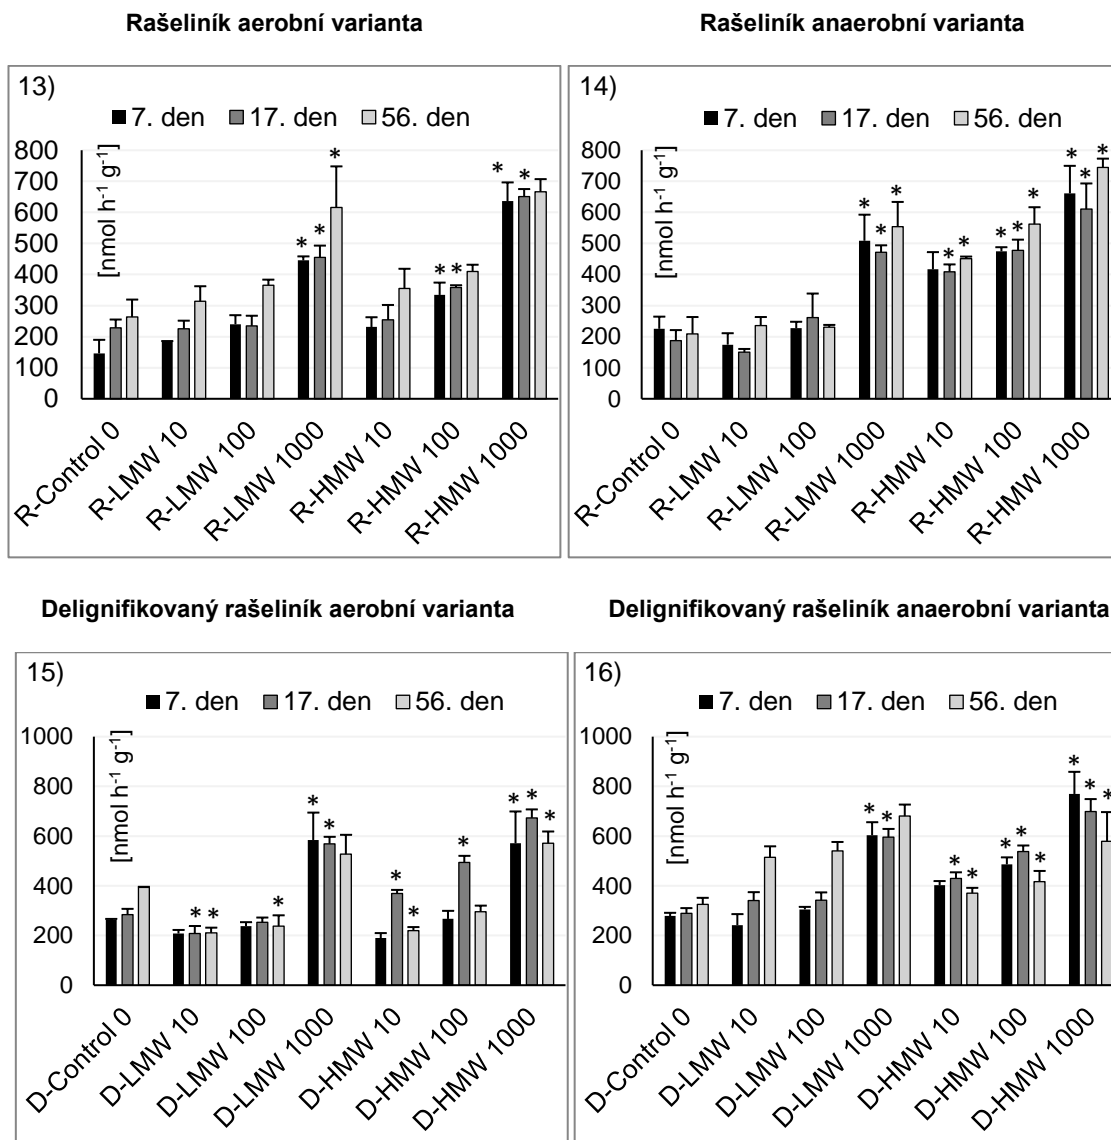 Rašeliník aerobní varianta
13)
7. den 17. den 56. den
[nmol h⁻¹ g⁻¹]
800
700
600
500
400
300
200
100
0
* * * * * * *
R-Control 0
R-LMW 10
R-LMW 100
R-LMW 1000
R-HMW 10
R-HMW 100
R-HMW 1000
Rašeliník anaerobní varianta
14)
7. den 17. den 56. den
[nmol h⁻¹ g⁻¹]
800
700
600
500
400
300
200
100
0
* * * * * * * * * * *
R-Control 0
R-LMW 10
R-LMW 100
R-LMW 1000
R-HMW 10
R-HMW 100
R-HMW 1000
Delignifikovaný rašeliník aerobní varianta
15)
7. den 17. den 56. den
[nmol h⁻¹ g⁻¹]
1000
800
600
400
200
0
* * * * * * * * * * *
D-Control 0
D-LMW 10
D-LMW 100
D-LMW 1000
D-HMW 10
D-HMW 100
D-HMW 1000
Delignifikovaný rašeliník anaerobní varianta
16)
7. den 17. den 56. den
[nmol h⁻¹ g⁻¹]
1000
800
600
400
200
0
* * * * * * * * * *
D-Control 0
D-LMW 10
D-LMW 100
D-LMW 1000
D-HMW 10
D-HMW 100
D-HMW 1000